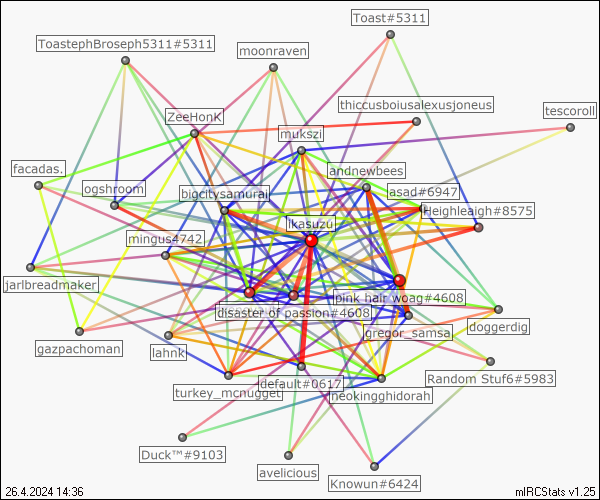 Toast#5311
ToastephBroseph5311#5311
moonraven
thiccusboiusalexusjoneus
tescoroll
ZeeHonK
mukszi
andnewbees
facadas.
ogshroom
bigcitysamurai
asad#6947
Heighleaigh#8575
ikasuzu
mingus4742
jarlbreadmaker
pink hair woag#4608
disaster of passion#4608
doggerdig
gregor_samsa
gazpachoman
lahnk
Random Stuf6#5983
default#0617
turkey_mcnugget
neokingghidorah
Duck™#9103
avelicious
Knowun#6424
26.4.2024 14:36
mIRCStats v1.25